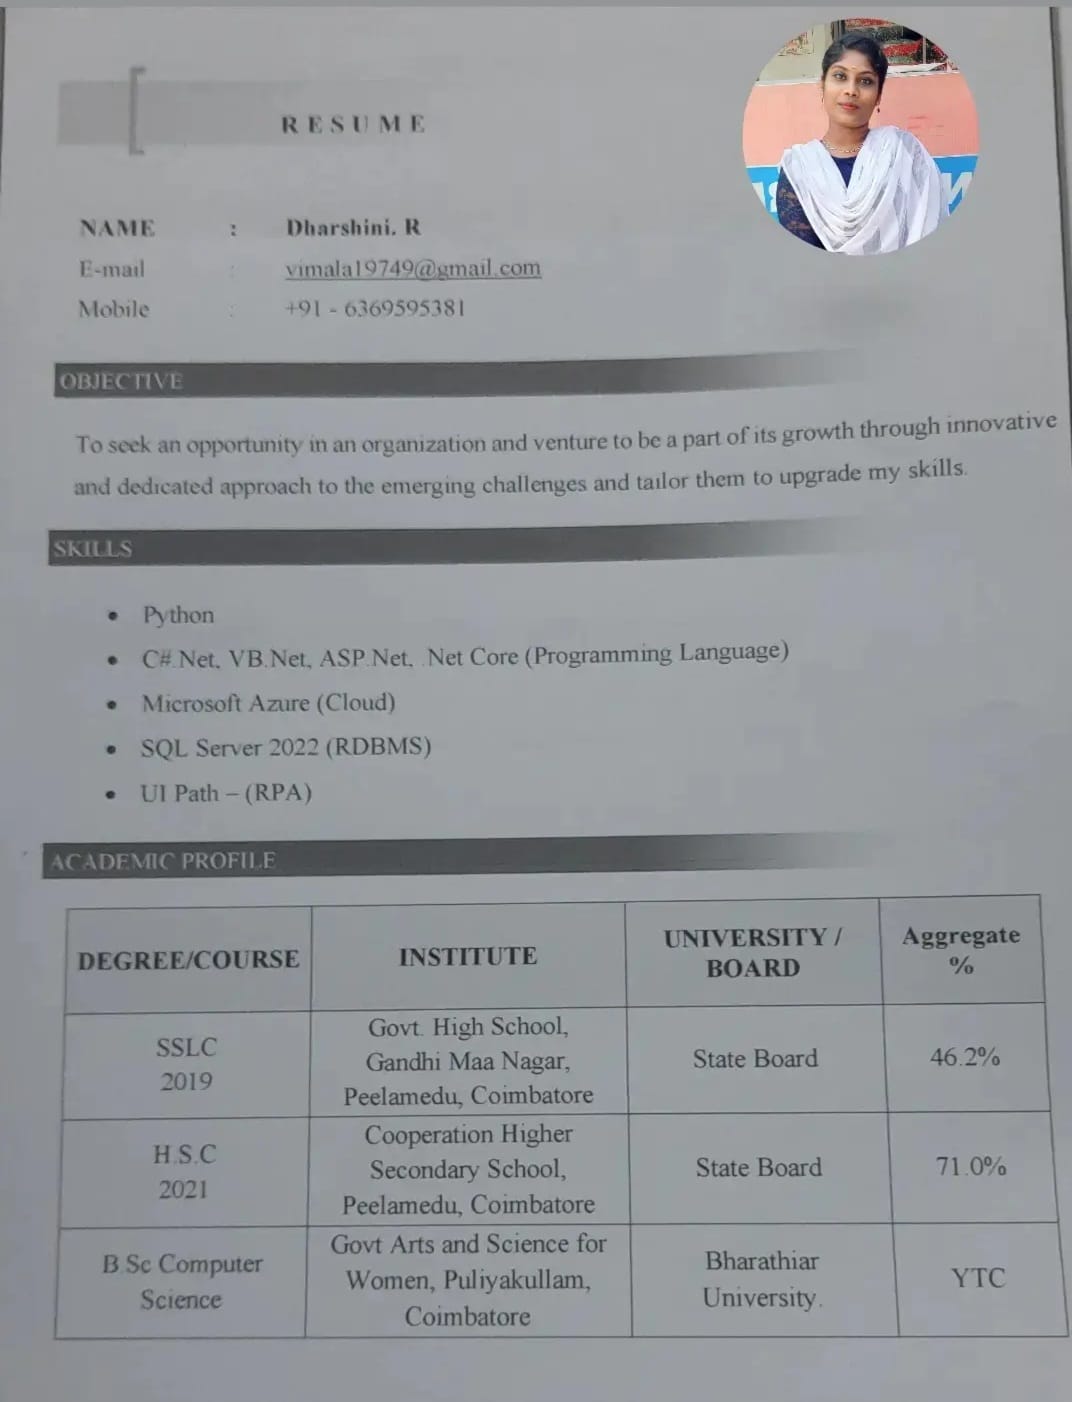 RESUME
NAME : Dharshini. R
E-mail : vimala19749@gmail.com
Mobile : +91 - 6369595381
OBJECTIVE
To seek an opportunity in an organization and venture to be a part of its growth through innovative
and dedicated approach to the emerging challenges and tailor them to upgrade my skills.
SKILLS
• Python
• C#.Net, VB.Net, ASP.Net, .Net Core (Programming Language)
• Microsoft Azure (Cloud)
• SQL Server 2022 (RDBMS)
• UI Path – (RPA)
ACADEMIC PROFILE
DEGREE/COURSE INSTITUTE UNIVERSITY / BOARD Aggregate %
SSLC
2019
Govt. High School,
Gandhi Maa Nagar,
Peelamedu, Coimbatore
State Board
46.2%
H.S.C
2021
Cooperation Higher
Secondary School,
Peelamedu, Coimbatore
State Board
71.0%
B.Sc Computer
Science
Govt Arts and Science for
Women, Puliyakullam,
Coimbatore
Bharathiar
University.
YTC